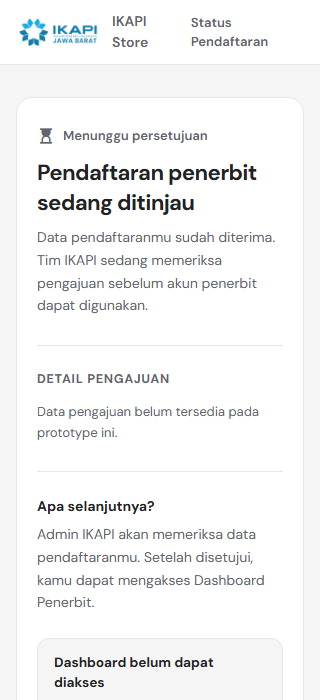 IKAPI
JAWA BARAT
IKAPI
Store
Status
Pendaftaran
Menunggu persetujuan
Pendaftaran penerbit
sedang ditinjau
Data pendaftaranmu sudah diterima.
Tim IKAPI sedang memeriksa
pengajuan sebelum akun penerbit
dapat digunakan.
DETAIL PENGAJUAN
Data pengajuan belum tersedia pada
prototype ini.
Apa selanjutnya?
Admin IKAPI akan memeriksa data
pendaftaranmu. Setelah disetujui,
kamu dapat mengakses Dashboard
Penerbit.
Dashboard belum dapat
diakses